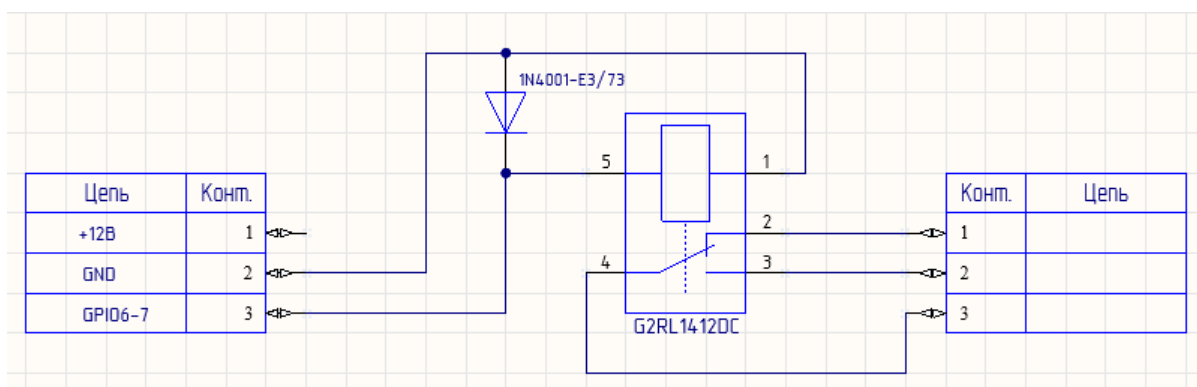 1N4001-E3/73
5 1
Цепь Конт. Конт. Цепь
+12В 1 2 1
GND 2 4 3 2
GPIO6-7 3 3
G2RL1412DC